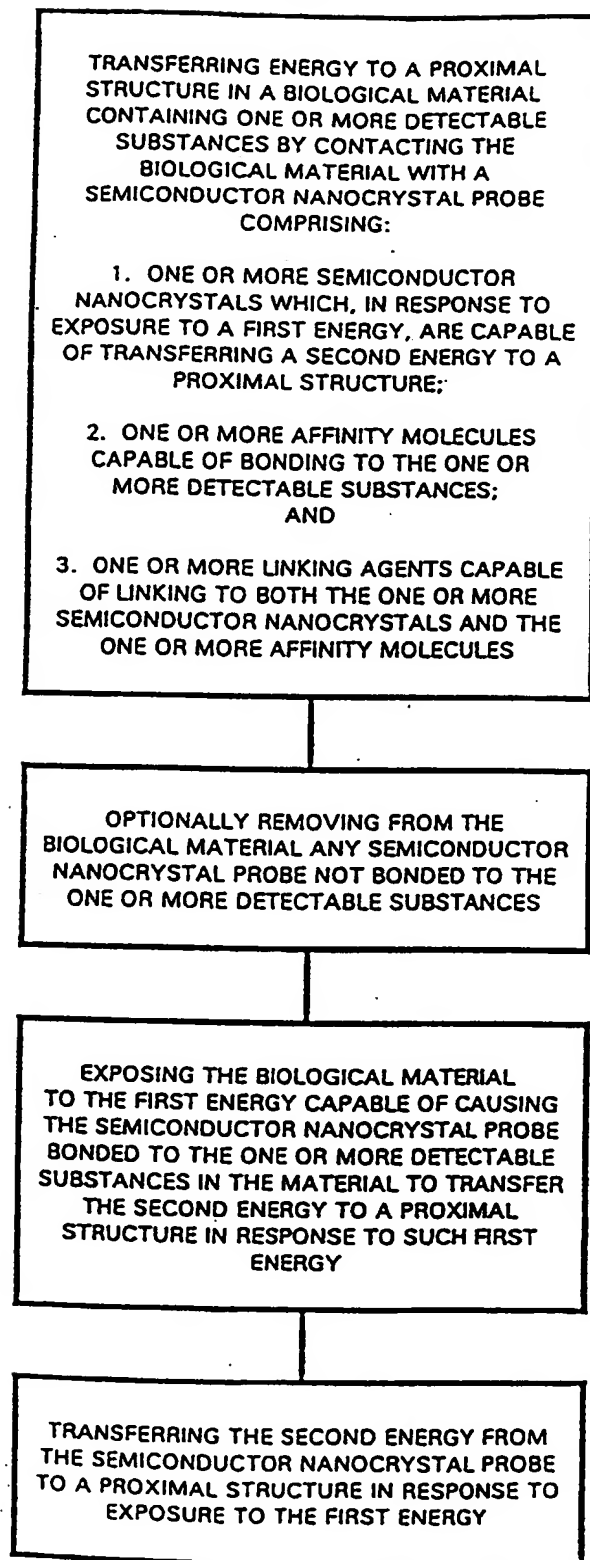 TRANSFERRING ENERGY TO A PROXIMAL
STRUCTURE IN A BIOLOGICAL MATERIAL
CONTAINING ONE OR MORE DETECTABLE
SUBSTANCES BY CONTACTING THE
BIOLOGICAL MATERIAL WITH A
SEMICONDUCTOR NANOCRYSTAL PROBE
COMPRISING:
1. ONE OR MORE SEMICONDUCTOR
NANOCRYSTALS WHICH, IN RESPONSE TO
EXPOSURE TO A FIRST ENERGY, ARE CAPABLE
OF TRANSFERRING A SECOND ENERGY TO A
PROXIMAL STRUCTURE;
2. ONE OR MORE AFFINITY MOLECULES
CAPABLE OF BONDING TO THE ONE OR
MORE DETECTABLE SUBSTANCES;
AND
3. ONE OR MORE LINKING AGENTS CAPABLE
OF LINKING TO BOTH THE ONE OR MORE
SEMICONDUCTOR NANOCRYSTALS AND THE
ONE OR MORE AFFINITY MOLECULES
OPTIONALLY REMOVING FROM THE
BIOLOGICAL MATERIAL ANY SEMICONDUCTOR
NANOCRYSTAL PROBE NOT BONDED TO THE
ONE OR MORE DETECTABLE SUBSTANCES
EXPOSING THE BIOLOGICAL MATERIAL
TO THE FIRST ENERGY CAPABLE OF CAUSING
THE SEMICONDUCTOR NANOCRYSTAL PROBE
BONDED TO THE ONE OR MORE DETECTABLE
SUBSTANCES IN THE MATERIAL TO TRANSFER
THE SECOND ENERGY TO A PROXIMAL
STRUCTURE IN RESPONSE TO SUCH FIRST
ENERGY
TRANSFERRING THE SECOND ENERGY FROM
THE SEMICONDUCTOR NANOCRYSTAL PROBE
TO A PROXIMAL STRUCTURE IN RESPONSE TO
EXPOSURE TO THE FIRST ENERGY